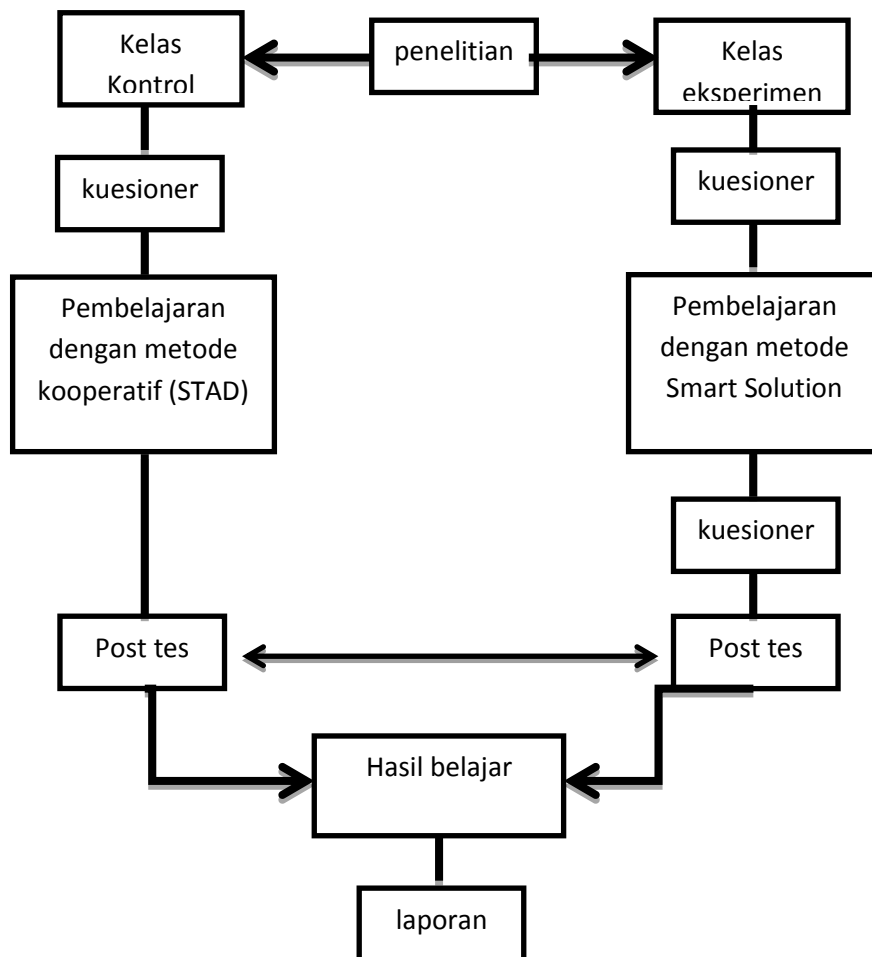 Kelas
Kontrol
penelitian
Kelas
eksperimen
kuesioner
kuesioner
Pembelajaran
dengan metode
kooperatif (STAD)
Pembelajaran
dengan metode
Smart Solution
kuesioner
Post tes
Post tes
Hasil belajar
laporan